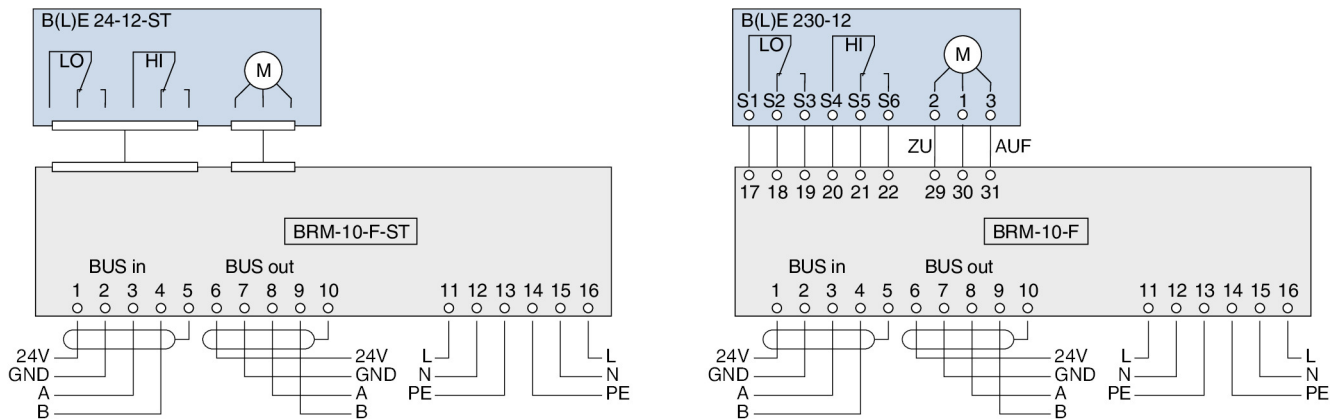 B(L)E 24-12-ST
LO HI M
BRM-10-F-ST
BUS in BUS out
1 2 3 4 5 6 7 8 9 10 11 12 13 14 15 16
24V 24V L L
GND GND N N
A A PE PE
B B
B(L)E 230-12
LO HI M
S1 S2 S3 S4 S5 S6 2 1 3
ZU AUF
17 18 19 20 21 22 29 30 31
BRM-10-F
BUS in BUS out
1 2 3 4 5 6 7 8 9 10 11 12 13 14 15 16
24V 24V L L
GND GND N N
A A PE PE
B B